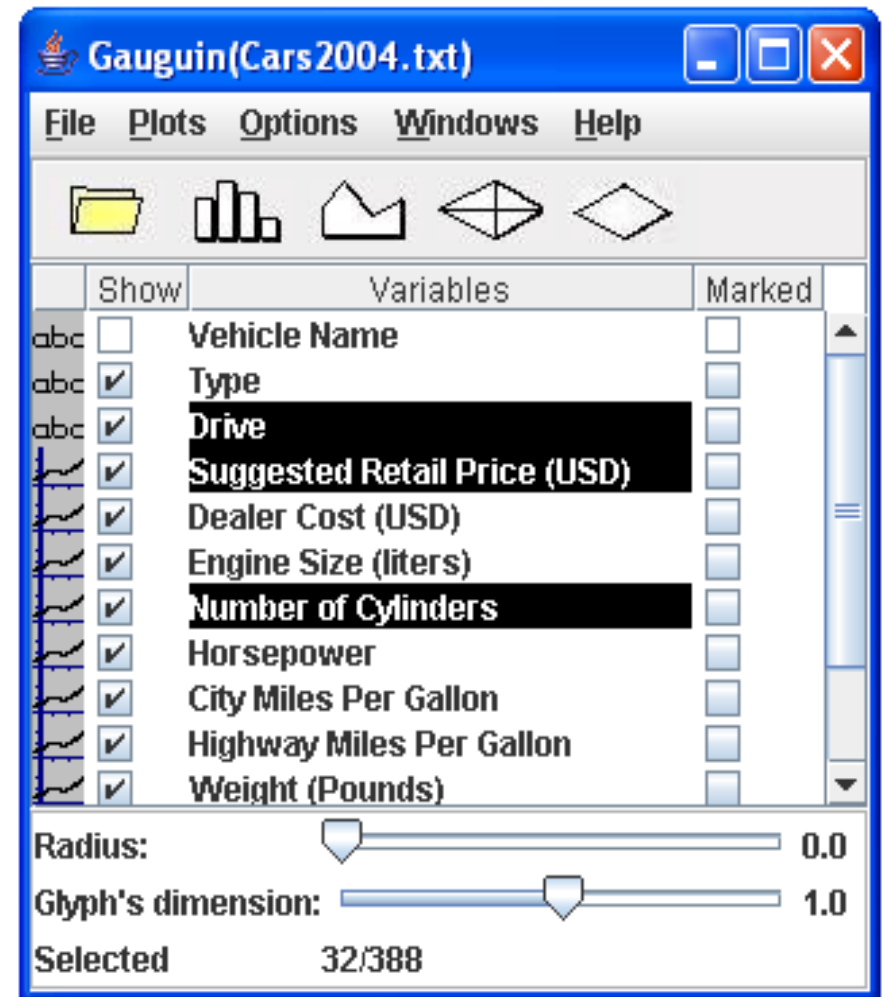 Gauguin(Cars2004.txt)
File Plots Options Windows Help
Show Variables Marked
abc Vehicle Name
abc Type
abc Drive
Suggested Retail Price (USD)
Dealer Cost (USD)
Engine Size (liters)
Number of Cylinders
Horsepower
City Miles Per Gallon
Highway Miles Per Gallon
Weight (Pounds)
Radius: 0.0
Glyph's dimension: 1.0
Selected 32/388